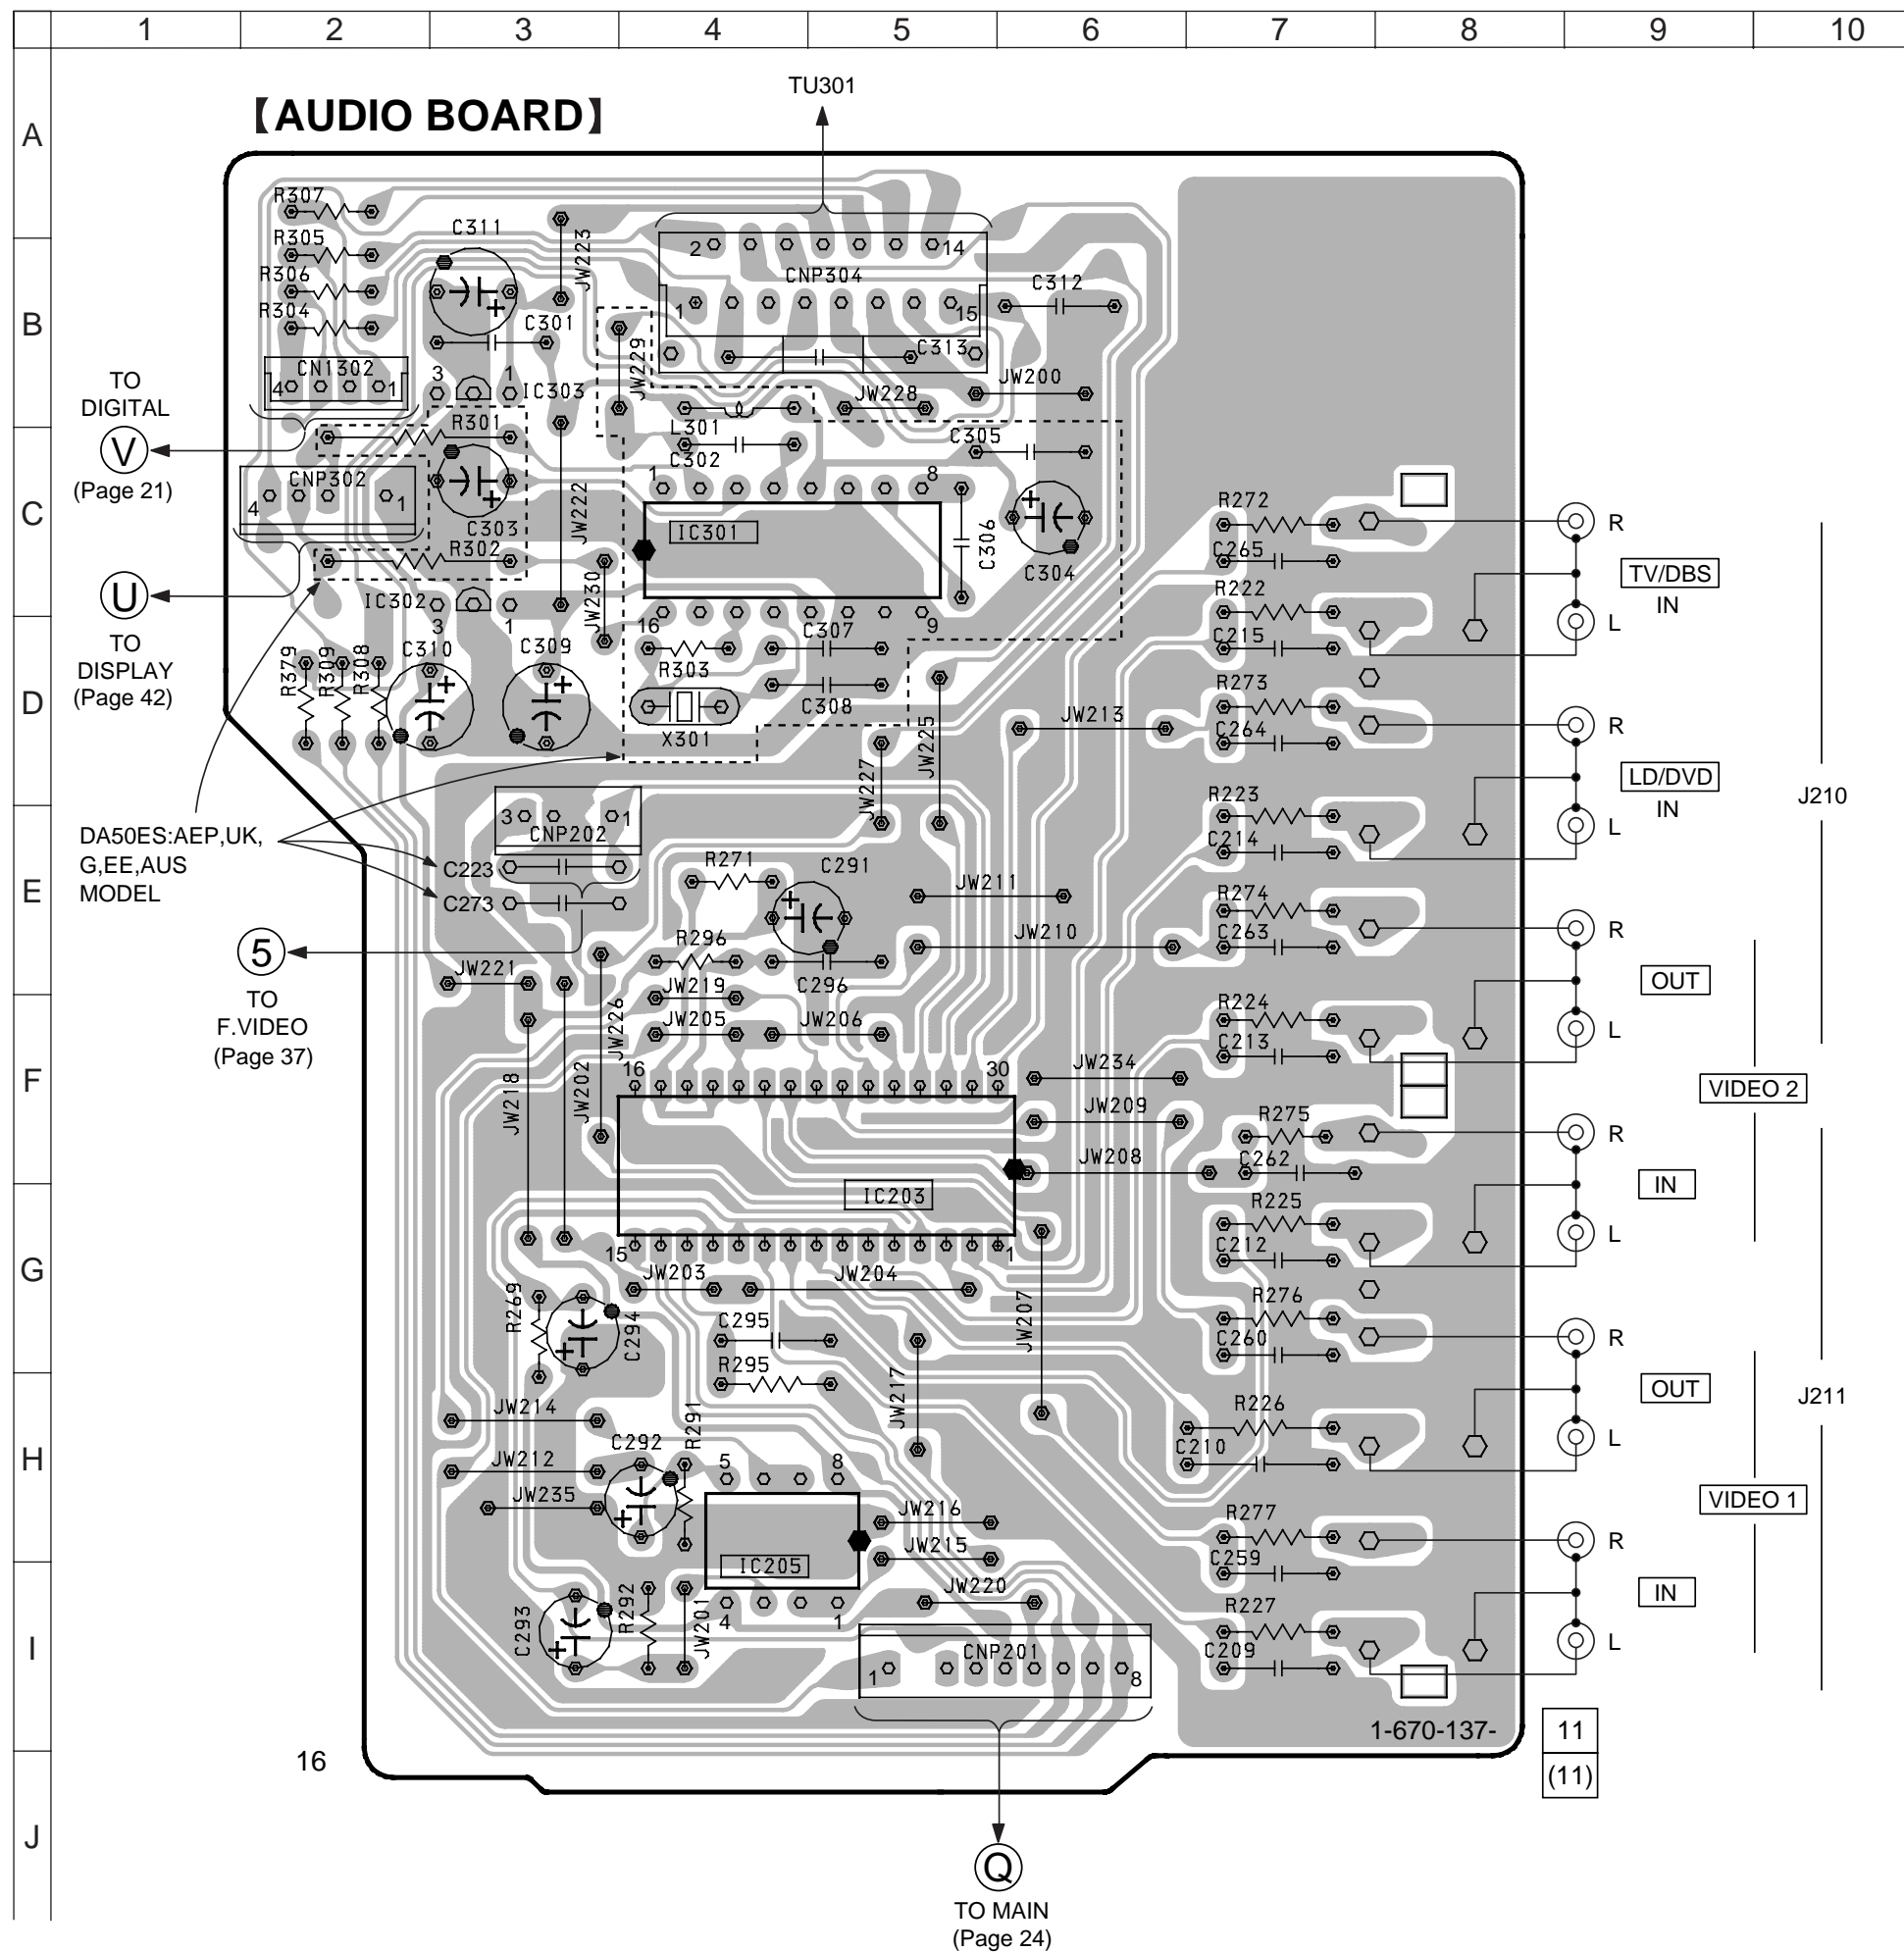 1 2 3 4 5 6 7 8 9 10
A
B
C
D
E
F
G
H
I
J
【AUDIO BOARD】
TU301
R307
R305
R306
R304
C311
JW223
2 14
CNP304
1 15
C312
C301
C313
JW229
CN1302
4 1
3 1
IC303
JW228
JW200
TO
DIGITAL
V
(Page 21)
R301
L301
C302
C305
CNP302
4 1
C303
JW222
1 8
IC301
C306
C304
R302
JW230
U
TO
DISPLAY
(Page 42)
IC302
3 1
16 9
C307
R303
C308
X301
R379
R309
R308
C310
C309
JW225
JW227
JW213
R272
C265
R222
C215
R273
C264
R223
C214
R274
C263
R224
C213
R275
C262
R225
C212
R276
C260
R226
C210
R277
C259
R227
C209
R
TV/DBS
IN
L
R
LD/DVD
IN
L
J210
R
OUT
L
VIDEO 2
R
IN
L
R
OUT
L
J211
VIDEO 1
R
IN
L
DA50ES:AEP,UK,
G,EE,AUS
MODEL
3 1
CNP202
C223
C273
5
TO
F.VIDEO
(Page 37)
R271
C291
JW211
JW210
R296
C296
JW221
JW226
JW219
JW205
JW206
JW218
JW202
16 30
JW234
JW209
JW208
IC203
15 1
JW203
JW204
JW207
R269
C294
C295
R295
JW217
JW214
JW212
JW235
C292
R291
5 8
IC205
4 1
JW216
JW215
JW220
C293
R292
JW201
CNP201
1 8
1-670-137-
11
(11)
16
Q
TO MAIN
(Page 24)